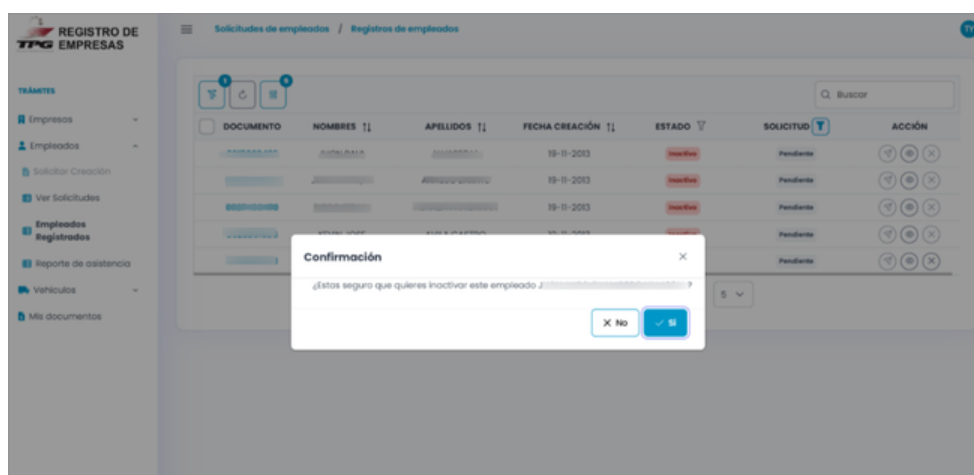 REGISTRO DE
TPG EMPRESAS
Solicitudes de empleados / Registros de empleados
TY
TRÁMITES
Empresas
Empleados
Solicitar Creación
Ver Solicitudes
Empleados
Registrados
Reporte de asistencia
Vehículos
Mis documentos
Buscar
DOCUMENTO NOMBRES APELLIDOS FECHA CREACIÓN ESTADO SOLICITUD ACCIÓN
19-11-2013 Inactivo Pendiente
19-11-2013 Inactivo Pendiente
19-11-2013 Inactivo Pendiente
Pendiente
Pendiente
5
Confirmación
¿Estas seguro que quieres inactivar este empleado J ?
No
Si